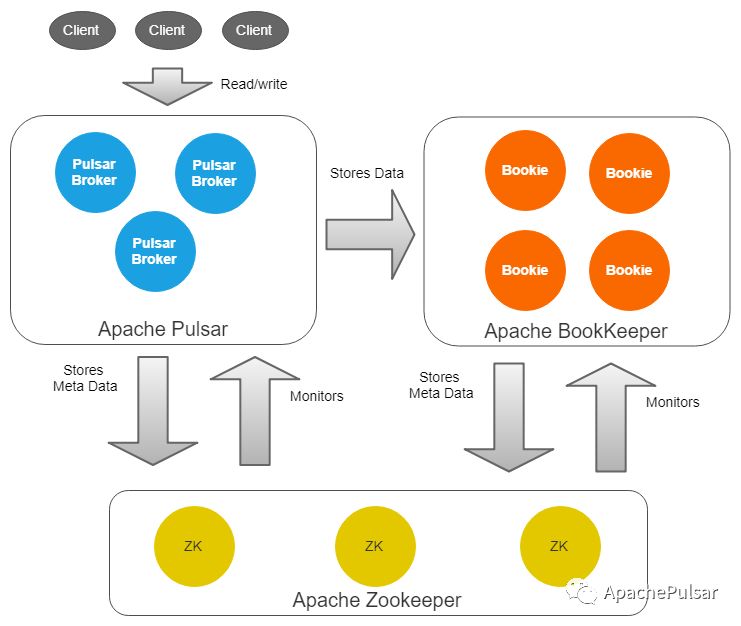 Client
Client
Client
Read/write
Pulsar
Broker
Pulsar
Broker
Pulsar
Broker
Apache Pulsar
Stores Data
Bookie
Bookie
Bookie
Bookie
Apache BookKeeper
Stores
Meta Data
Monitors
Stores
Meta Data
Monitors
ZK
ZK
ZK
Apache Zookeeper
ApachePulsar